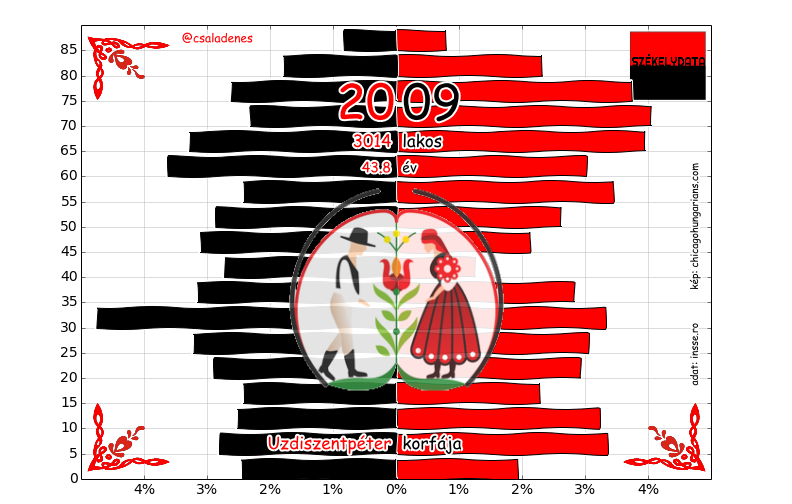 @csaladenes
SZÉKELYDATA
2009
3014 lakos
43.8 év
kép: chicagohungarians.com
adat: insse.ro
Uzdiszentpéter korfája
85
80
75
70
65
60
55
50
45
40
35
30
25
20
15
10
5
0
4% 3% 2% 1% 0% 1% 2% 3% 4%